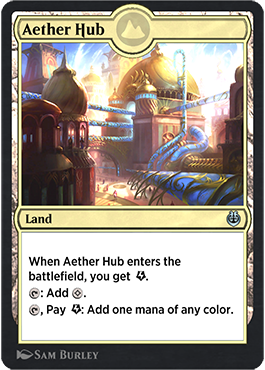 Aether Hub
Land
When Aether Hub enters the
battlefield, you get .
: Add .
, Pay : Add one mana of any color.
Sam Burley